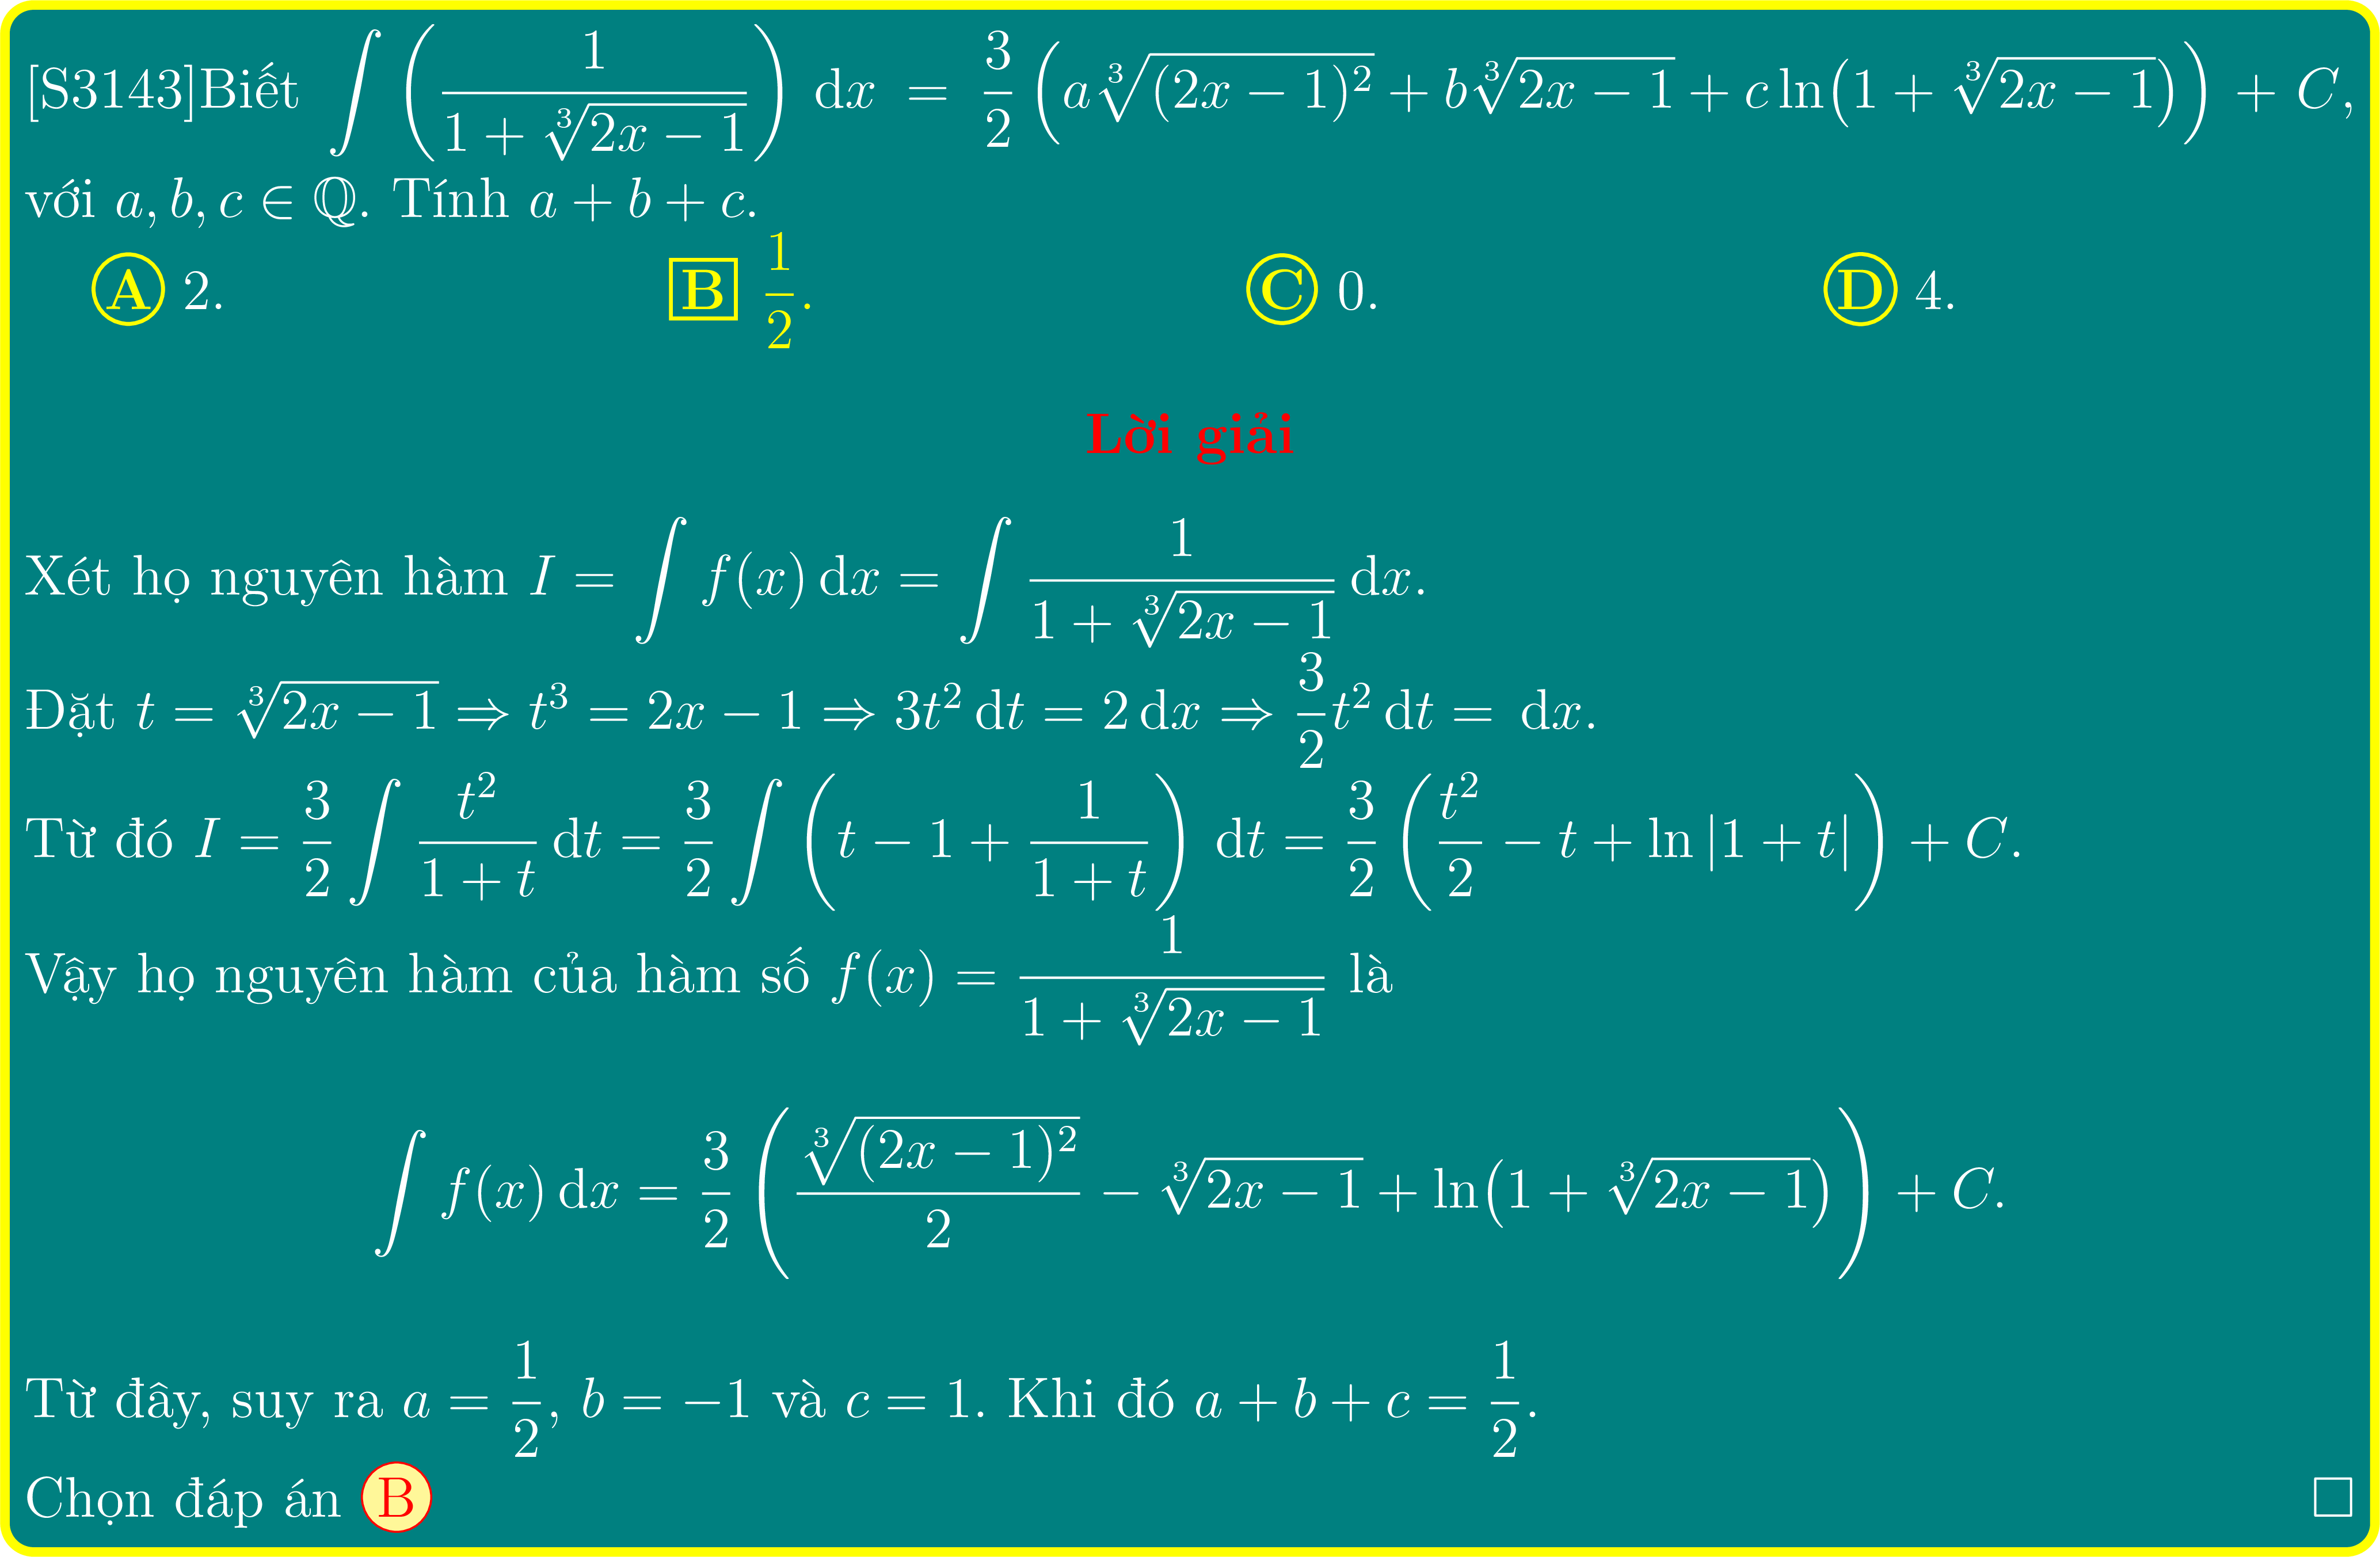 [S3143]Biết $\int \left( \frac{1}{1 + \sqrt[3]{2x - 1}} \right) \mathrm{d}x = \frac{3}{2} \left( a\sqrt[3]{(2x - 1)^2} + b\sqrt[3]{2x - 1} + c \ln(1 + \sqrt[3]{2x - 1}) \right) + C,$
với $a, b, c \in \mathbb{Q}$. Tính $a + b + c$.
A 2. B $\frac{1}{2}$. C 0. D 4.
Lời giải
Xét họ nguyên hàm $I = \int f(x) \, \mathrm{d}x = \int \frac{1}{1 + \sqrt[3]{2x - 1}} \, \mathrm{d}x$.
Đặt $t = \sqrt[3]{2x - 1} \Rightarrow t^3 = 2x - 1 \Rightarrow 3t^2 \, \mathrm{d}t = 2 \, \mathrm{d}x \Rightarrow \frac{3}{2} t^2 \, \mathrm{d}t = \mathrm{d}x$.
Từ đó $I = \frac{3}{2} \int \frac{t^2}{1 + t} \, \mathrm{d}t = \frac{3}{2} \int \left( t - 1 + \frac{1}{1 + t} \right) \mathrm{d}t = \frac{3}{2} \left( \frac{t^2}{2} - t + \ln |1 + t| \right) + C$.
Vậy họ nguyên hàm của hàm số $f(x) = \frac{1}{1 + \sqrt[3]{2x - 1}}$ là
$\int f(x) \, \mathrm{d}x = \frac{3}{2} \left( \frac{\sqrt[3]{(2x - 1)^2}}{2} - \sqrt[3]{2x - 1} + \ln(1 + \sqrt[3]{2x - 1}) \right) + C.$
Từ đây, suy ra $a = \frac{1}{2}$, $b = -1$ và $c = 1$. Khi đó $a + b + c = \frac{1}{2}$.
Chọn đáp án B □